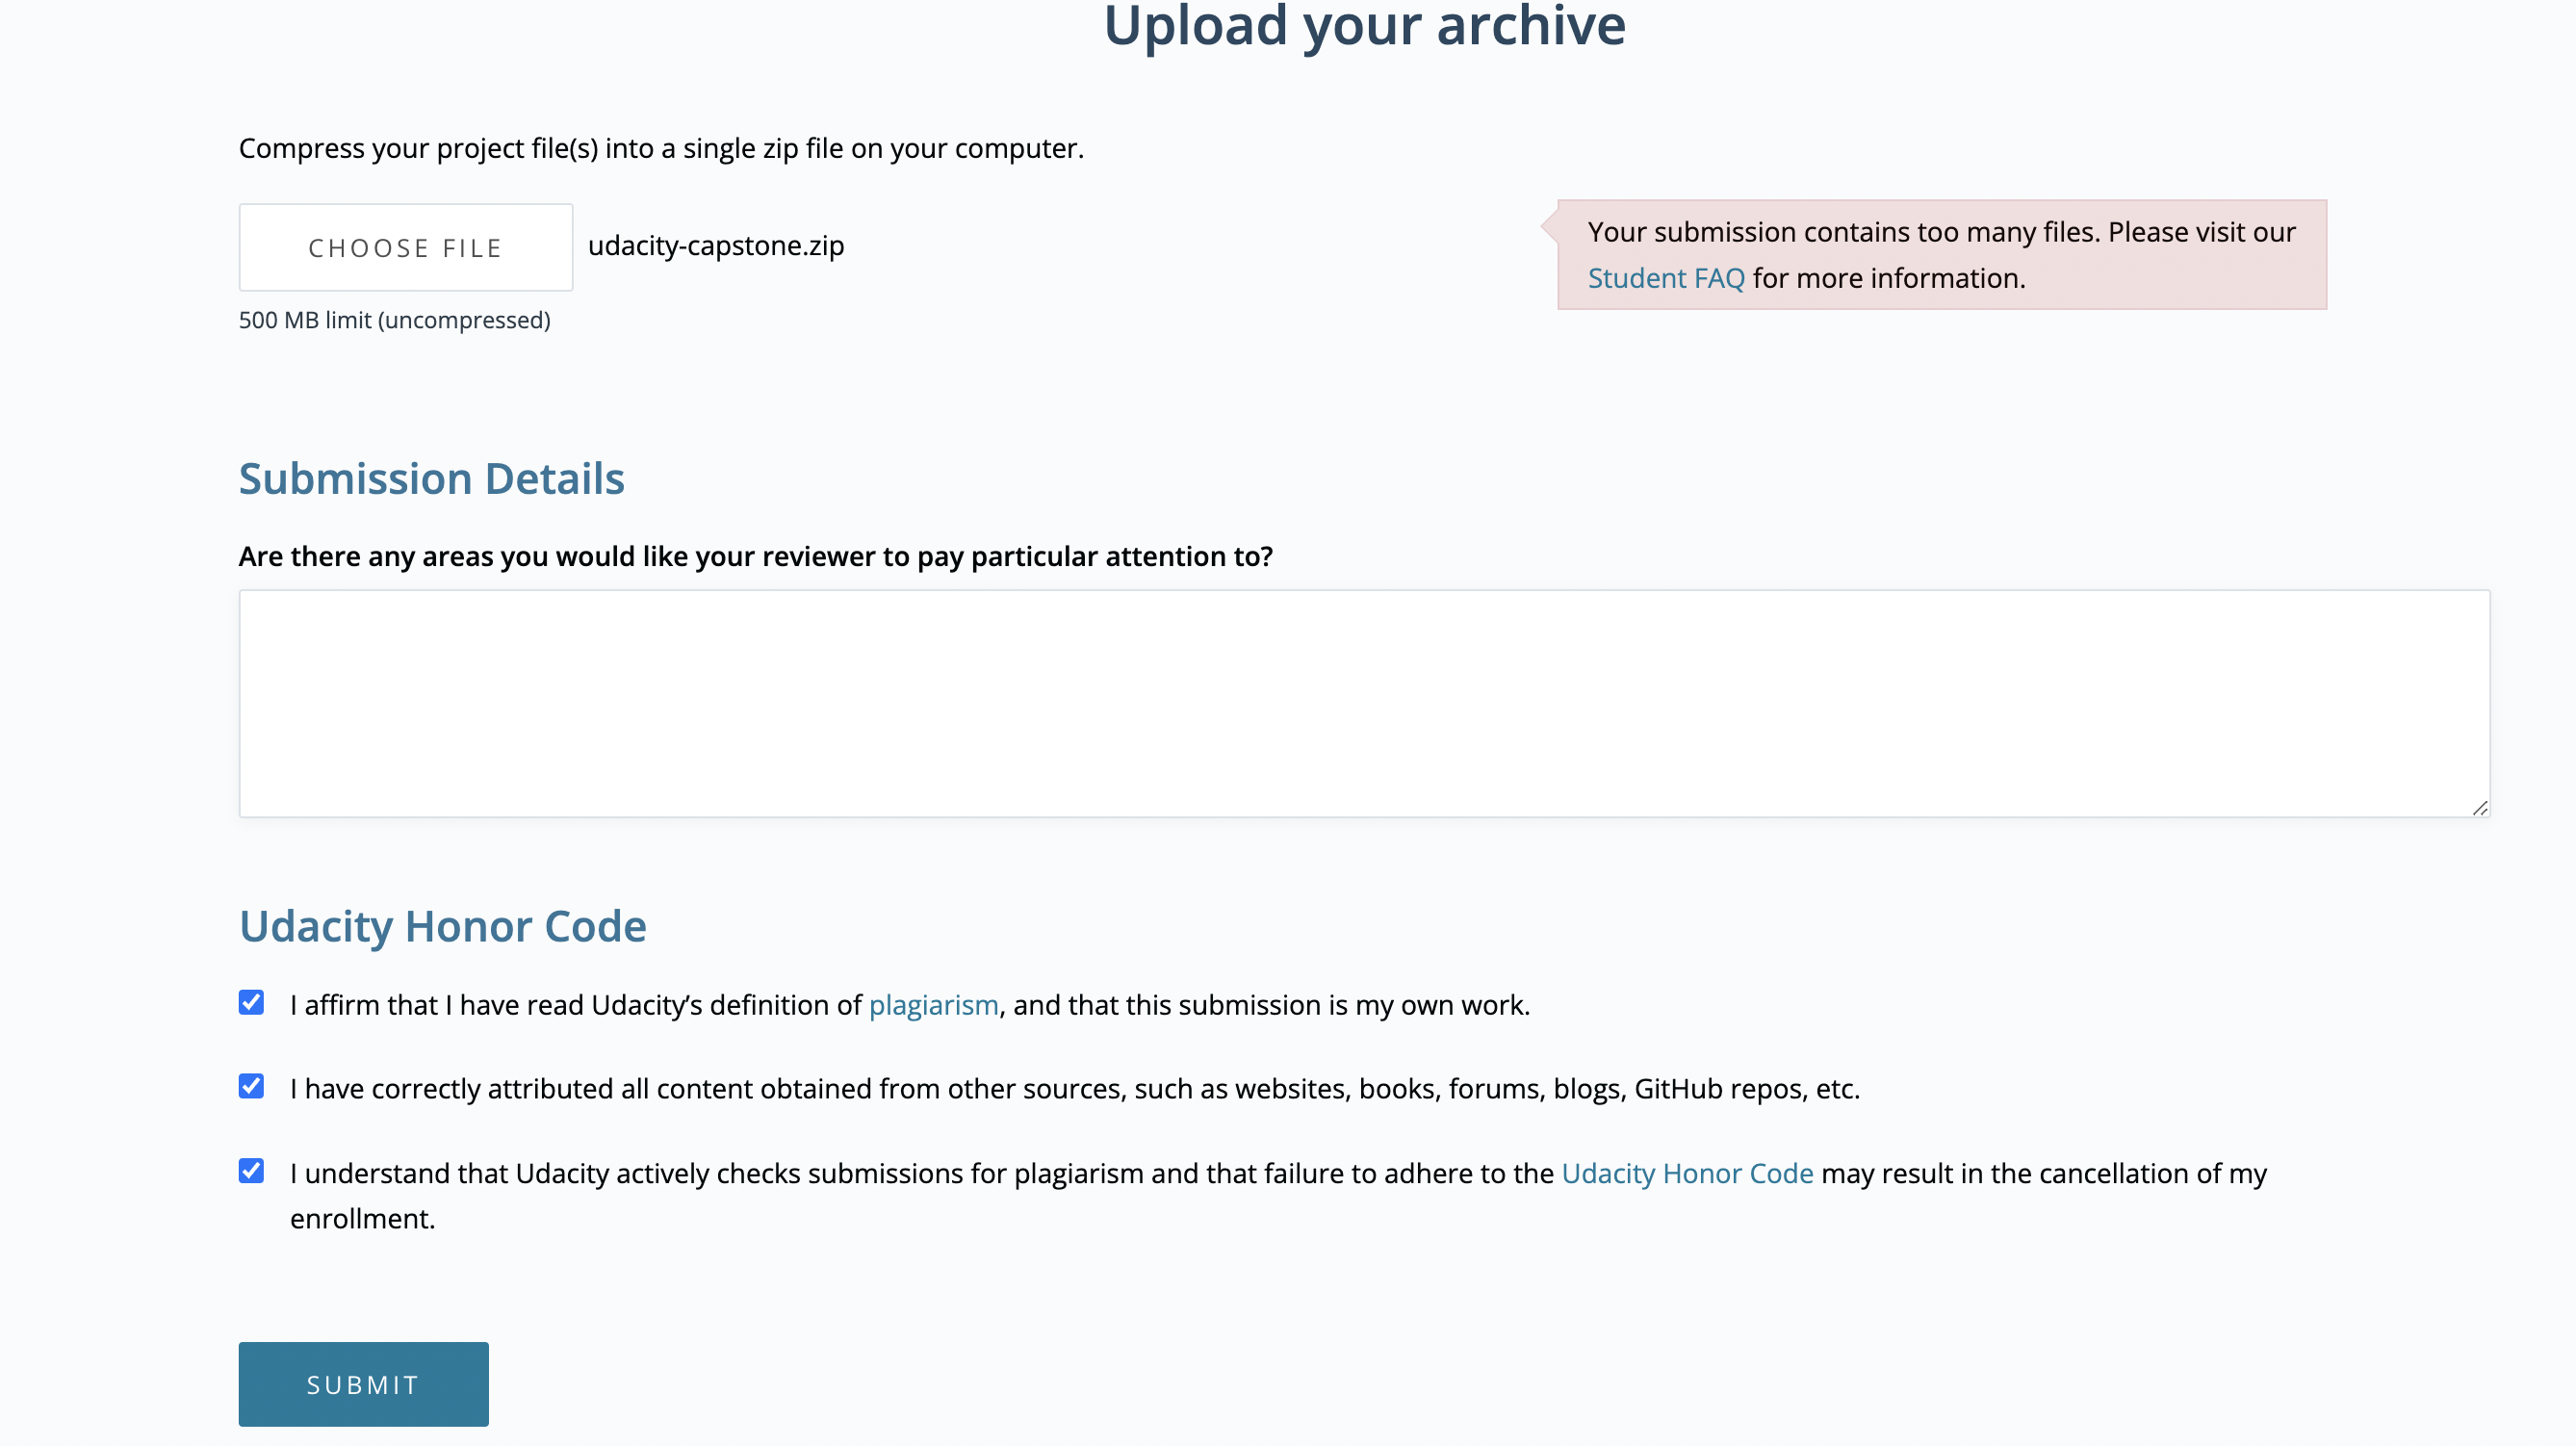 Upload your archive
Compress your project file(s) into a single zip file on your computer.
CHOOSE FILE
udacity-capstone.zip
500 MB limit (uncompressed)
Your submission contains too many files. Please visit our
Student FAQ for more information.
Submission Details
Are there any areas you would like your reviewer to pay particular attention to?
Udacity Honor Code
I affirm that I have read Udacity’s definition of plagiarism, and that this submission is my own work.
I have correctly attributed all content obtained from other sources, such as websites, books, forums, blogs, GitHub repos, etc.
I understand that Udacity actively checks submissions for plagiarism and that failure to adhere to the Udacity Honor Code may result in the cancellation of my
enrollment.
SUBMIT